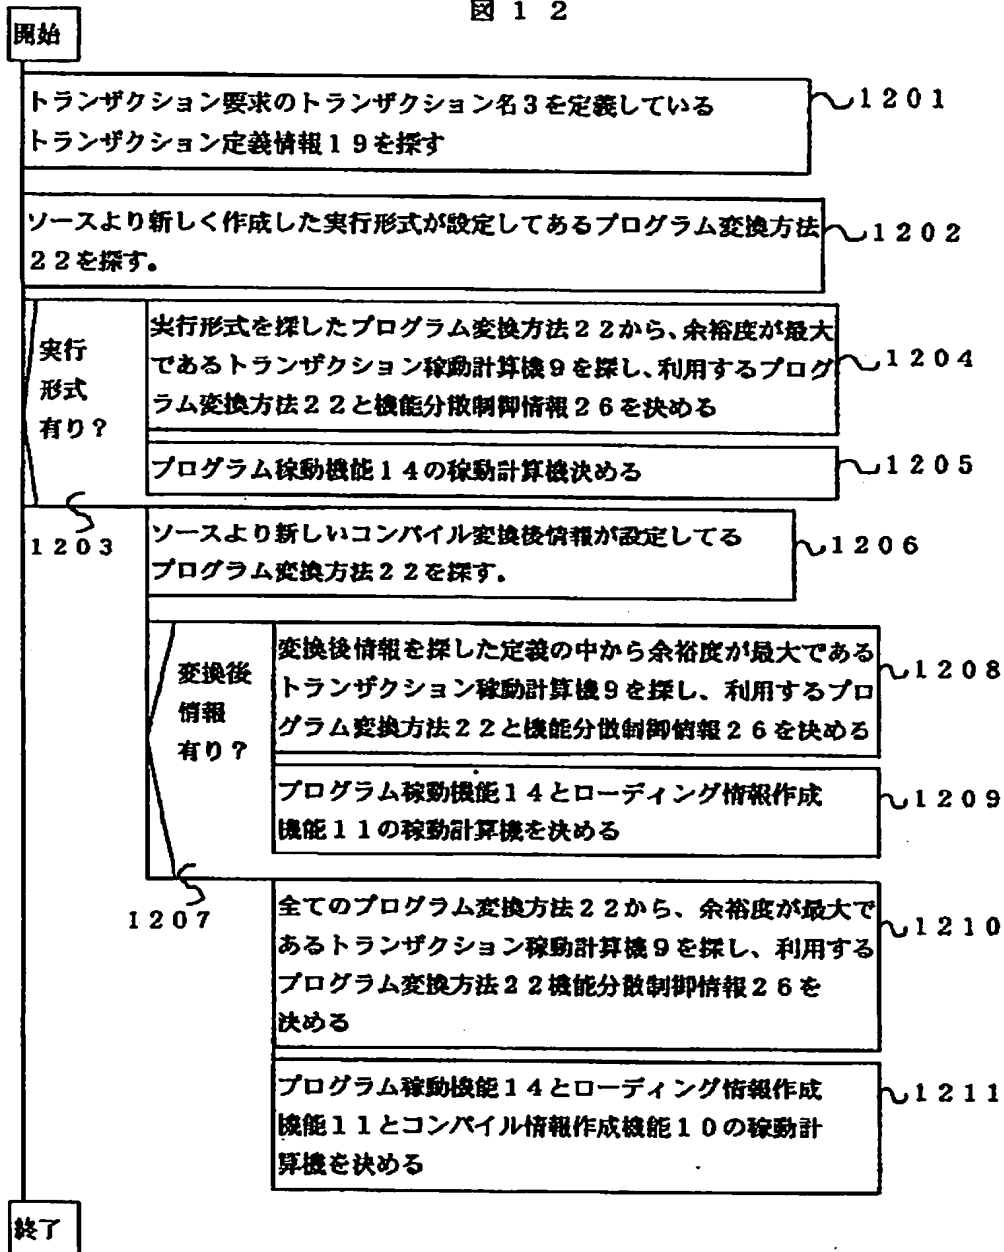 図１２
開始
トランザクション要求のトランザクション名３を定義している
トランザクション定義情報１９を探す
１２０１
ソースより新しく作成した実行形式が設定してあるプログラム変換方法
２２を探す。
１２０２
実行
形式
有り？
１２０３
実行形式を探したプログラム変換方法２２から、余裕度が最大
であるトランザクション稼動計算機９を探し、利用するプログ
ラム変換方法２２と機能分散制御情報２６を決める
１２０４
プログラム稼動機能１４の稼動計算機決める
１２０５
ソースより新しいコンパイル変換後情報が設定してる
プログラム変換方法２２を探す。
１２０６
変換後
情報
有り？
１２０７
変換後情報を探した定義の中から余裕度が最大である
トランザクション稼動計算機９を探し、利用するプロ
グラム変換方法２２と機能分散制御情報２６を決める
１２０８
プログラム稼動機能１４とローディング情報作成
機能１１の稼動計算機を決める
１２０９
全てのプログラム変換方法２２から、余裕度が最大で
あるトランザクション稼動計算機９を探し、利用する
プログラム変換方法２２機能分散制御情報２６を
決める
１２１０
プログラム稼動機能１４とローディング情報作成
機能１１とコンパイル情報作成機能１０の稼動計
算機を決める
１２１１
終了